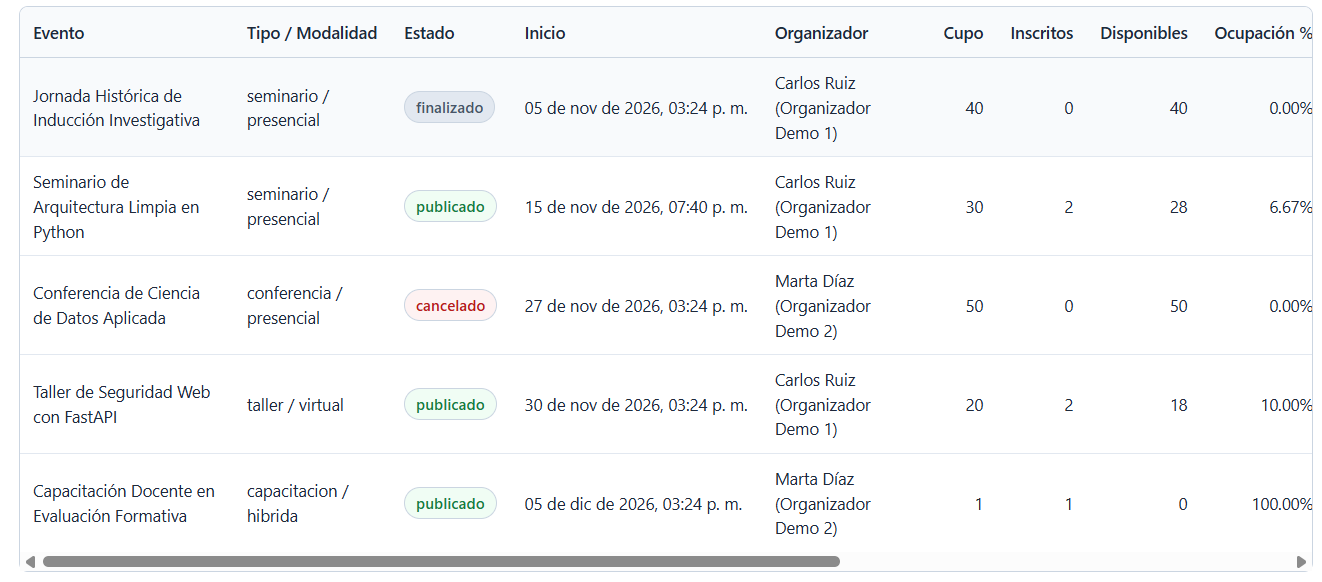 Evento Tipo / Modalidad Estado Inicio Organizador Cupo Inscritos Disponibles Ocupación %
Jornada Histórica de
Inducción Investigativa
seminario /
presencial
finalizado
05 de nov de 2026, 03:24 p. m.
Carlos Ruiz
(Organizador
Demo 1)
40
0
40
0.00%
Seminario de
Arquitectura Limpia en
Python
seminario /
presencial
publicado
15 de nov de 2026, 07:40 p. m.
Carlos Ruiz
(Organizador
Demo 1)
30
2
28
6.67%
Conferencia de Ciencia
de Datos Aplicada
conferencia /
presencial
cancelado
27 de nov de 2026, 03:24 p. m.
Marta Díaz
(Organizador
Demo 2)
50
0
50
0.00%
Taller de Seguridad Web
con FastAPI
taller / virtual
publicado
30 de nov de 2026, 03:24 p. m.
Carlos Ruiz
(Organizador
Demo 1)
20
2
18
10.00%
Capacitación Docente en
Evaluación Formativa
capacitacion /
hibrida
publicado
05 de dic de 2026, 03:24 p. m.
Marta Díaz
(Organizador
Demo 2)
1
1
0
100.00%